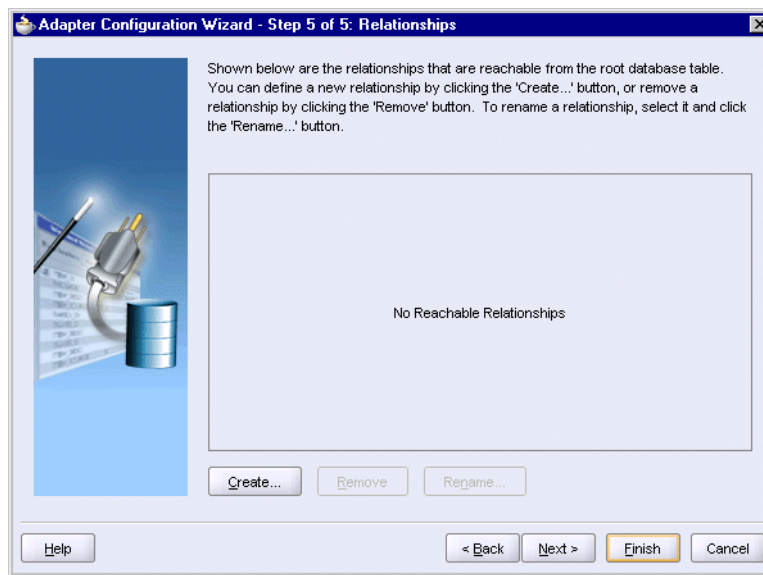 Adapter Configuration Wizard - Step 5 of 5: Relationships
Shown below are the relationships that are reachable from the root database table.
You can define a new relationship by clicking the 'Create...' button, or remove a
relationship by clicking the 'Remove' button. To rename a relationship, select it and click
the 'Rename...' button.
No Reachable Relationships
Create...
Remove
Rename...
Help
< Back
Next >
Finish
Cancel